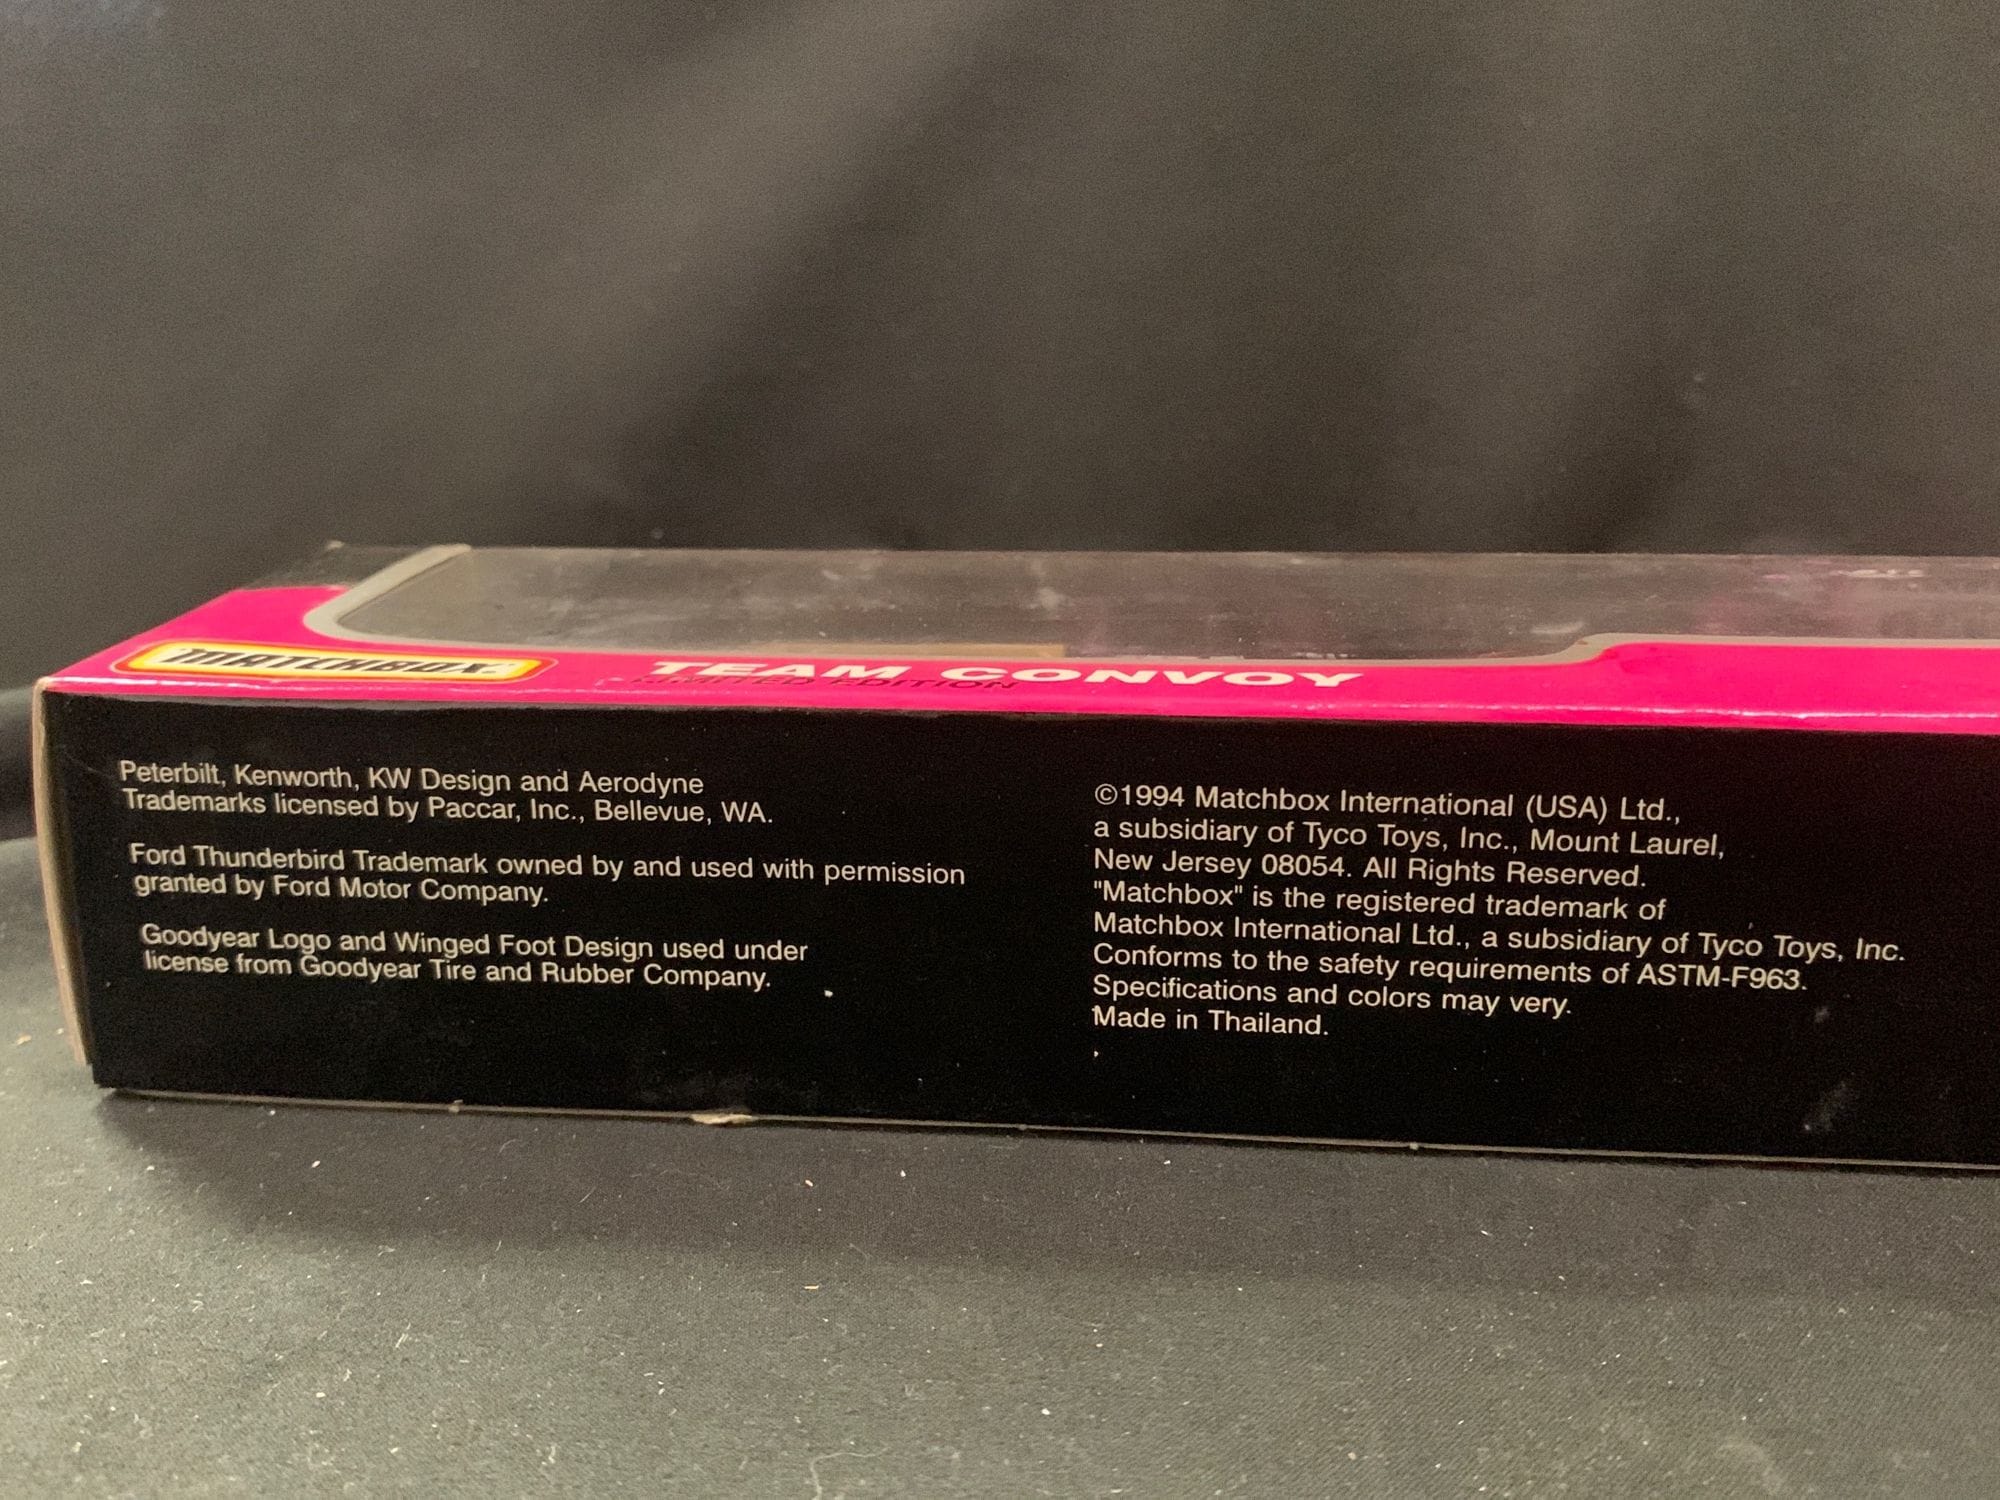 "MATCHBOX"
TEAM CONVOY
LIMITED EDITION
Peterbilt, Kenworth, KW Design and Aerodyne
Trademarks licensed by Paccar, Inc., Bellevue, WA.
Ford Thunderbird Trademark owned by and used with permission
granted by Ford Motor Company.
Goodyear Logo and Winged Foot Design used under
license from Goodyear Tire and Rubber Company.
©1994 Matchbox International (USA) Ltd.,
a subsidiary of Tyco Toys, Inc., Mount Laurel,
New Jersey 08054. All Rights Reserved.
"Matchbox" is the registered trademark of
Matchbox International Ltd., a subsidiary of Tyco Toys, Inc.
Conforms to the safety requirements of ASTM-F963.
Specifications and colors may very.
Made in Thailand.